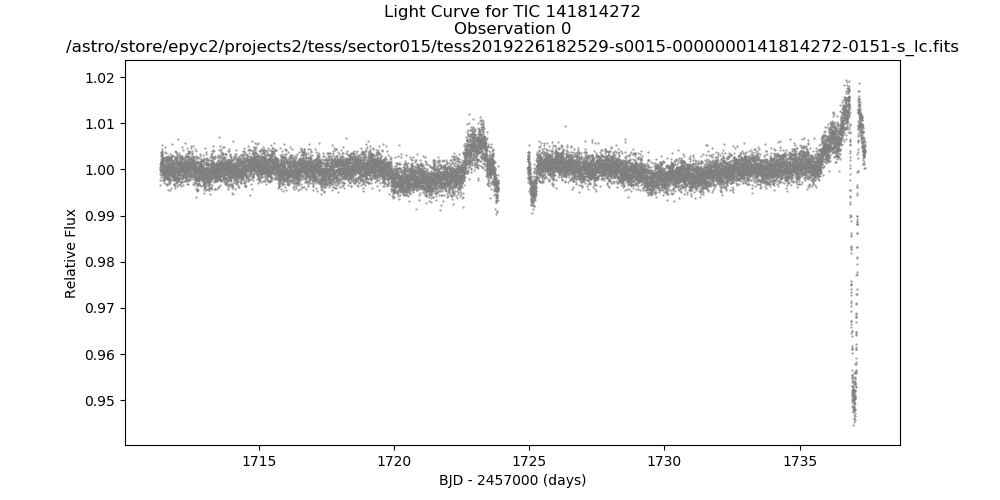 Light Curve for TIC 141814272
Observation 0
/astro/store/epyc2/projects2/tess/sector015/tess2019226182529-s0015-0000000141814272-0151-s_lc.fits
1.02
1.01
1.00
0.99
0.98
0.97
0.96
0.95
Relative Flux
1715
1720
1725
1730
1735
BJD - 2457000 (days)